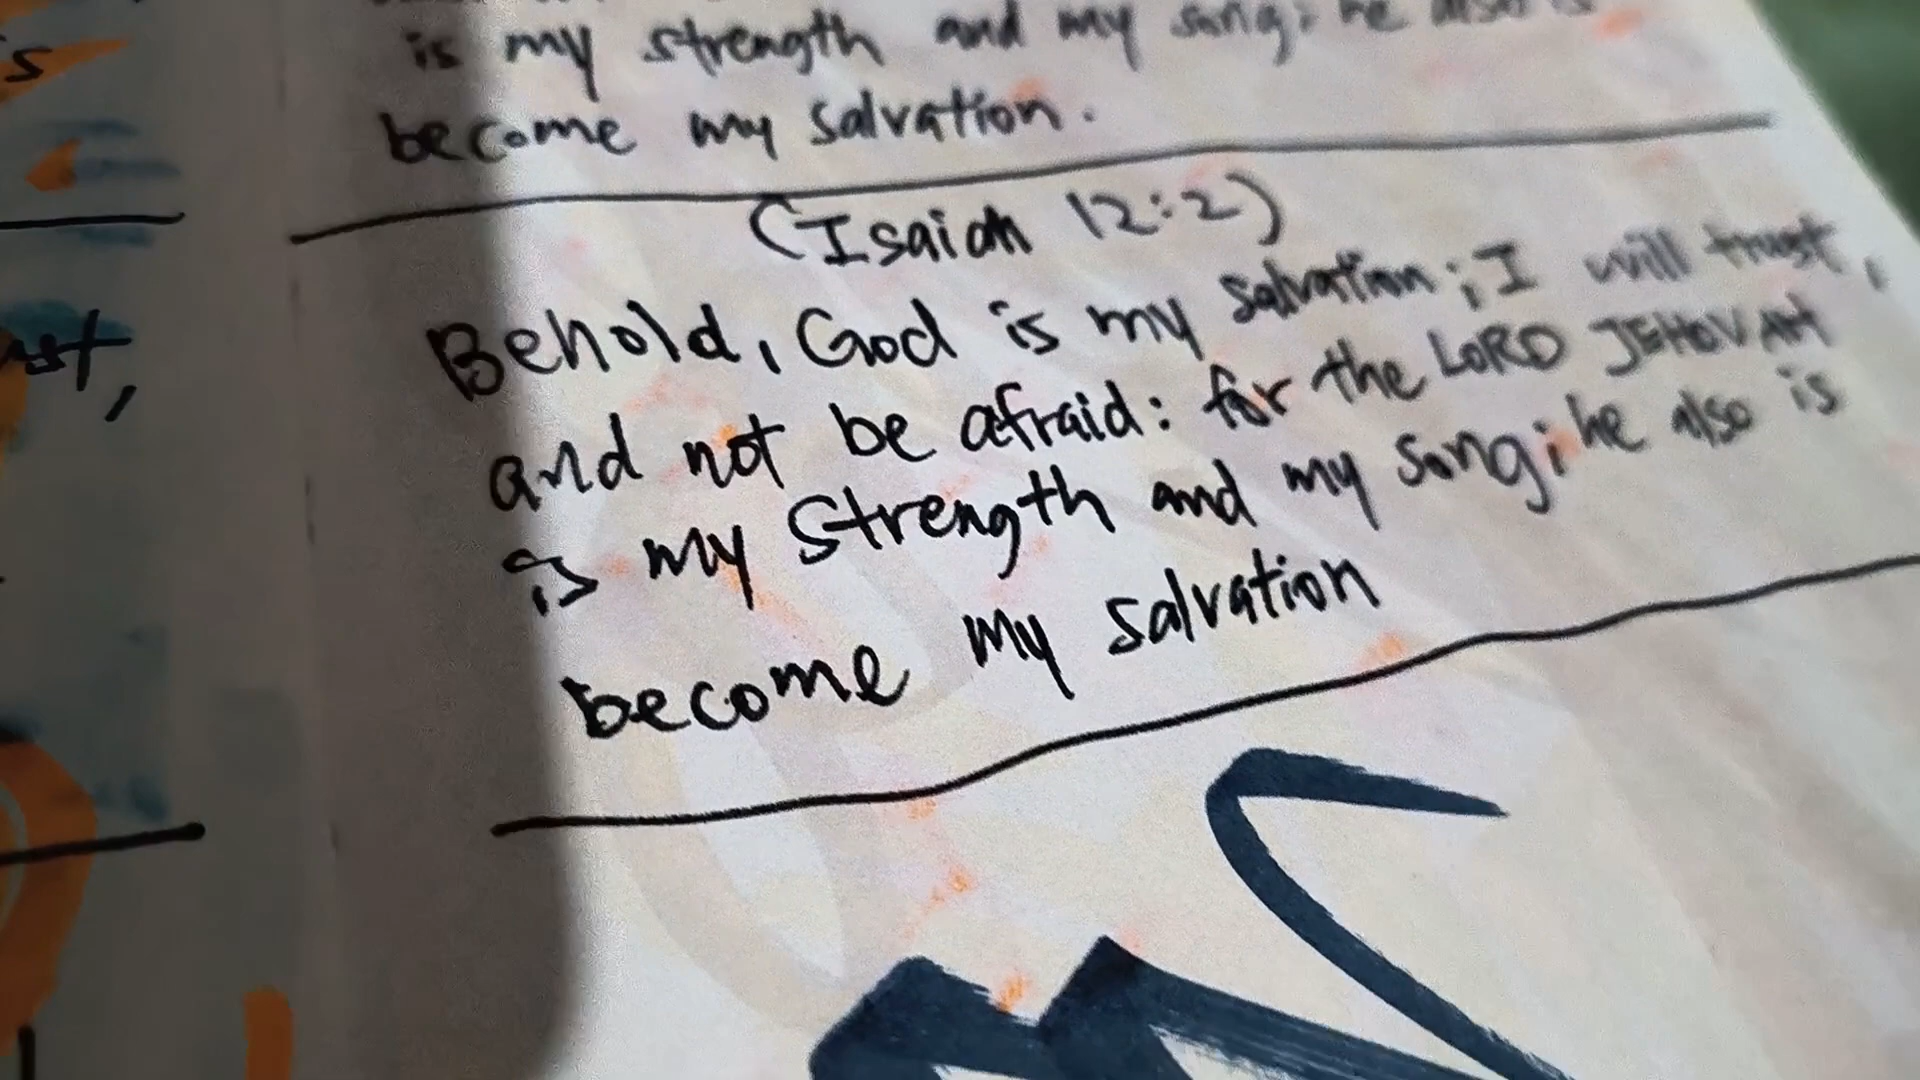 is my strength and my song; he also is
become my salvation.
(Isaiah 12:2)
Behold, God is my salvation; I will trust,
and not be afraid: for the LORD JEHOVAH
is my strength and my song; he also is
become my salvation